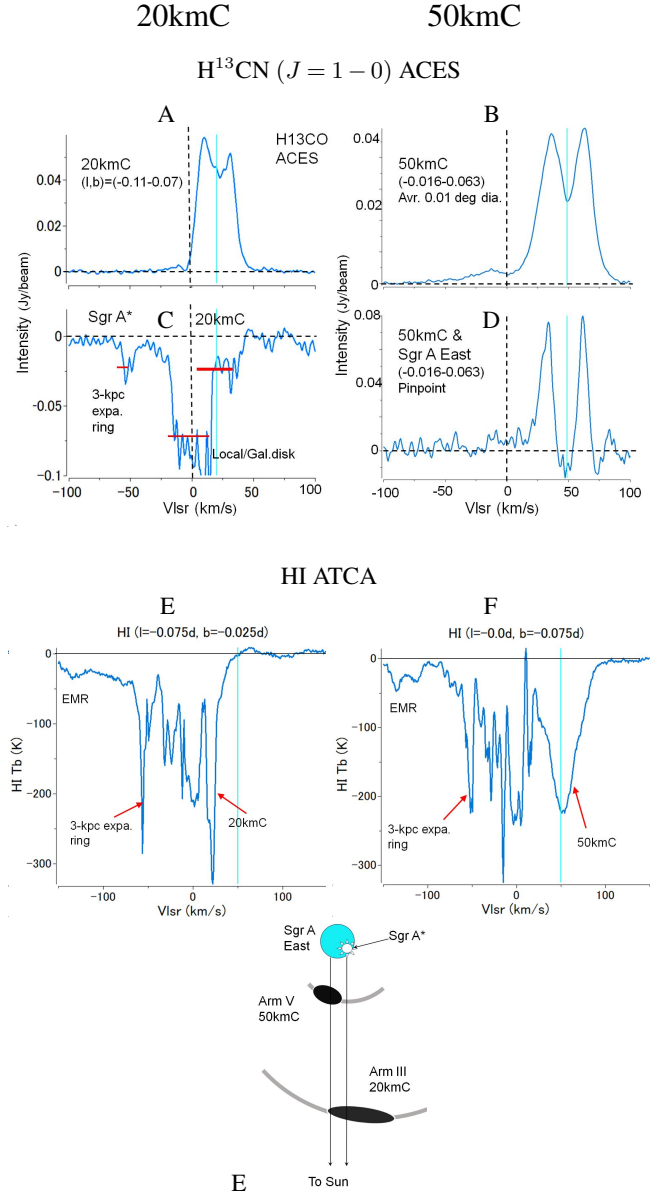 20kmC 50kmC
H¹³CN (J = 1 − 0) ACES
A
H13CO
ACES
20kmC
(l,b)=(-0.11-0.07)
0.04
0.02
0
B
50kmC
(-0.016-0.063)
Avr. 0.01 deg dia.
0.04
0.02
0
Intensity (Jy/beam)
Intensity (Jy/beam)
Sgr A* C 20kmC
3-kpc
expa.
ring
Local/Gal.disk
0
-0.05
-0.1
-100 -50 0 50 100
Vlsr (km/s)
D
50kmC &
Sgr A East
(-0.016-0.063)
Pinpoint
0.08
0.04
0
-100 -50 0 50 100
Vlsr (km/s)
HI ATCA
E
HI (l=-0.075d, b=-0.025d)
EMR
3-kpc expa.
ring
20kmC
0
-100
-200
-300
HI Tb (K)
-100 0 100
Vlsr (km/s)
F
HI (l=-0.0d, b=-0.075d)
EMR
3-kpc expa.
ring
50kmC
0
-100
-200
-300
HI Tb (K)
-100 0 100
Vlsr (km/s)
Sgr A
East
Sgr A*
Arm V
50kmC
Arm III
20kmC
E To Sun